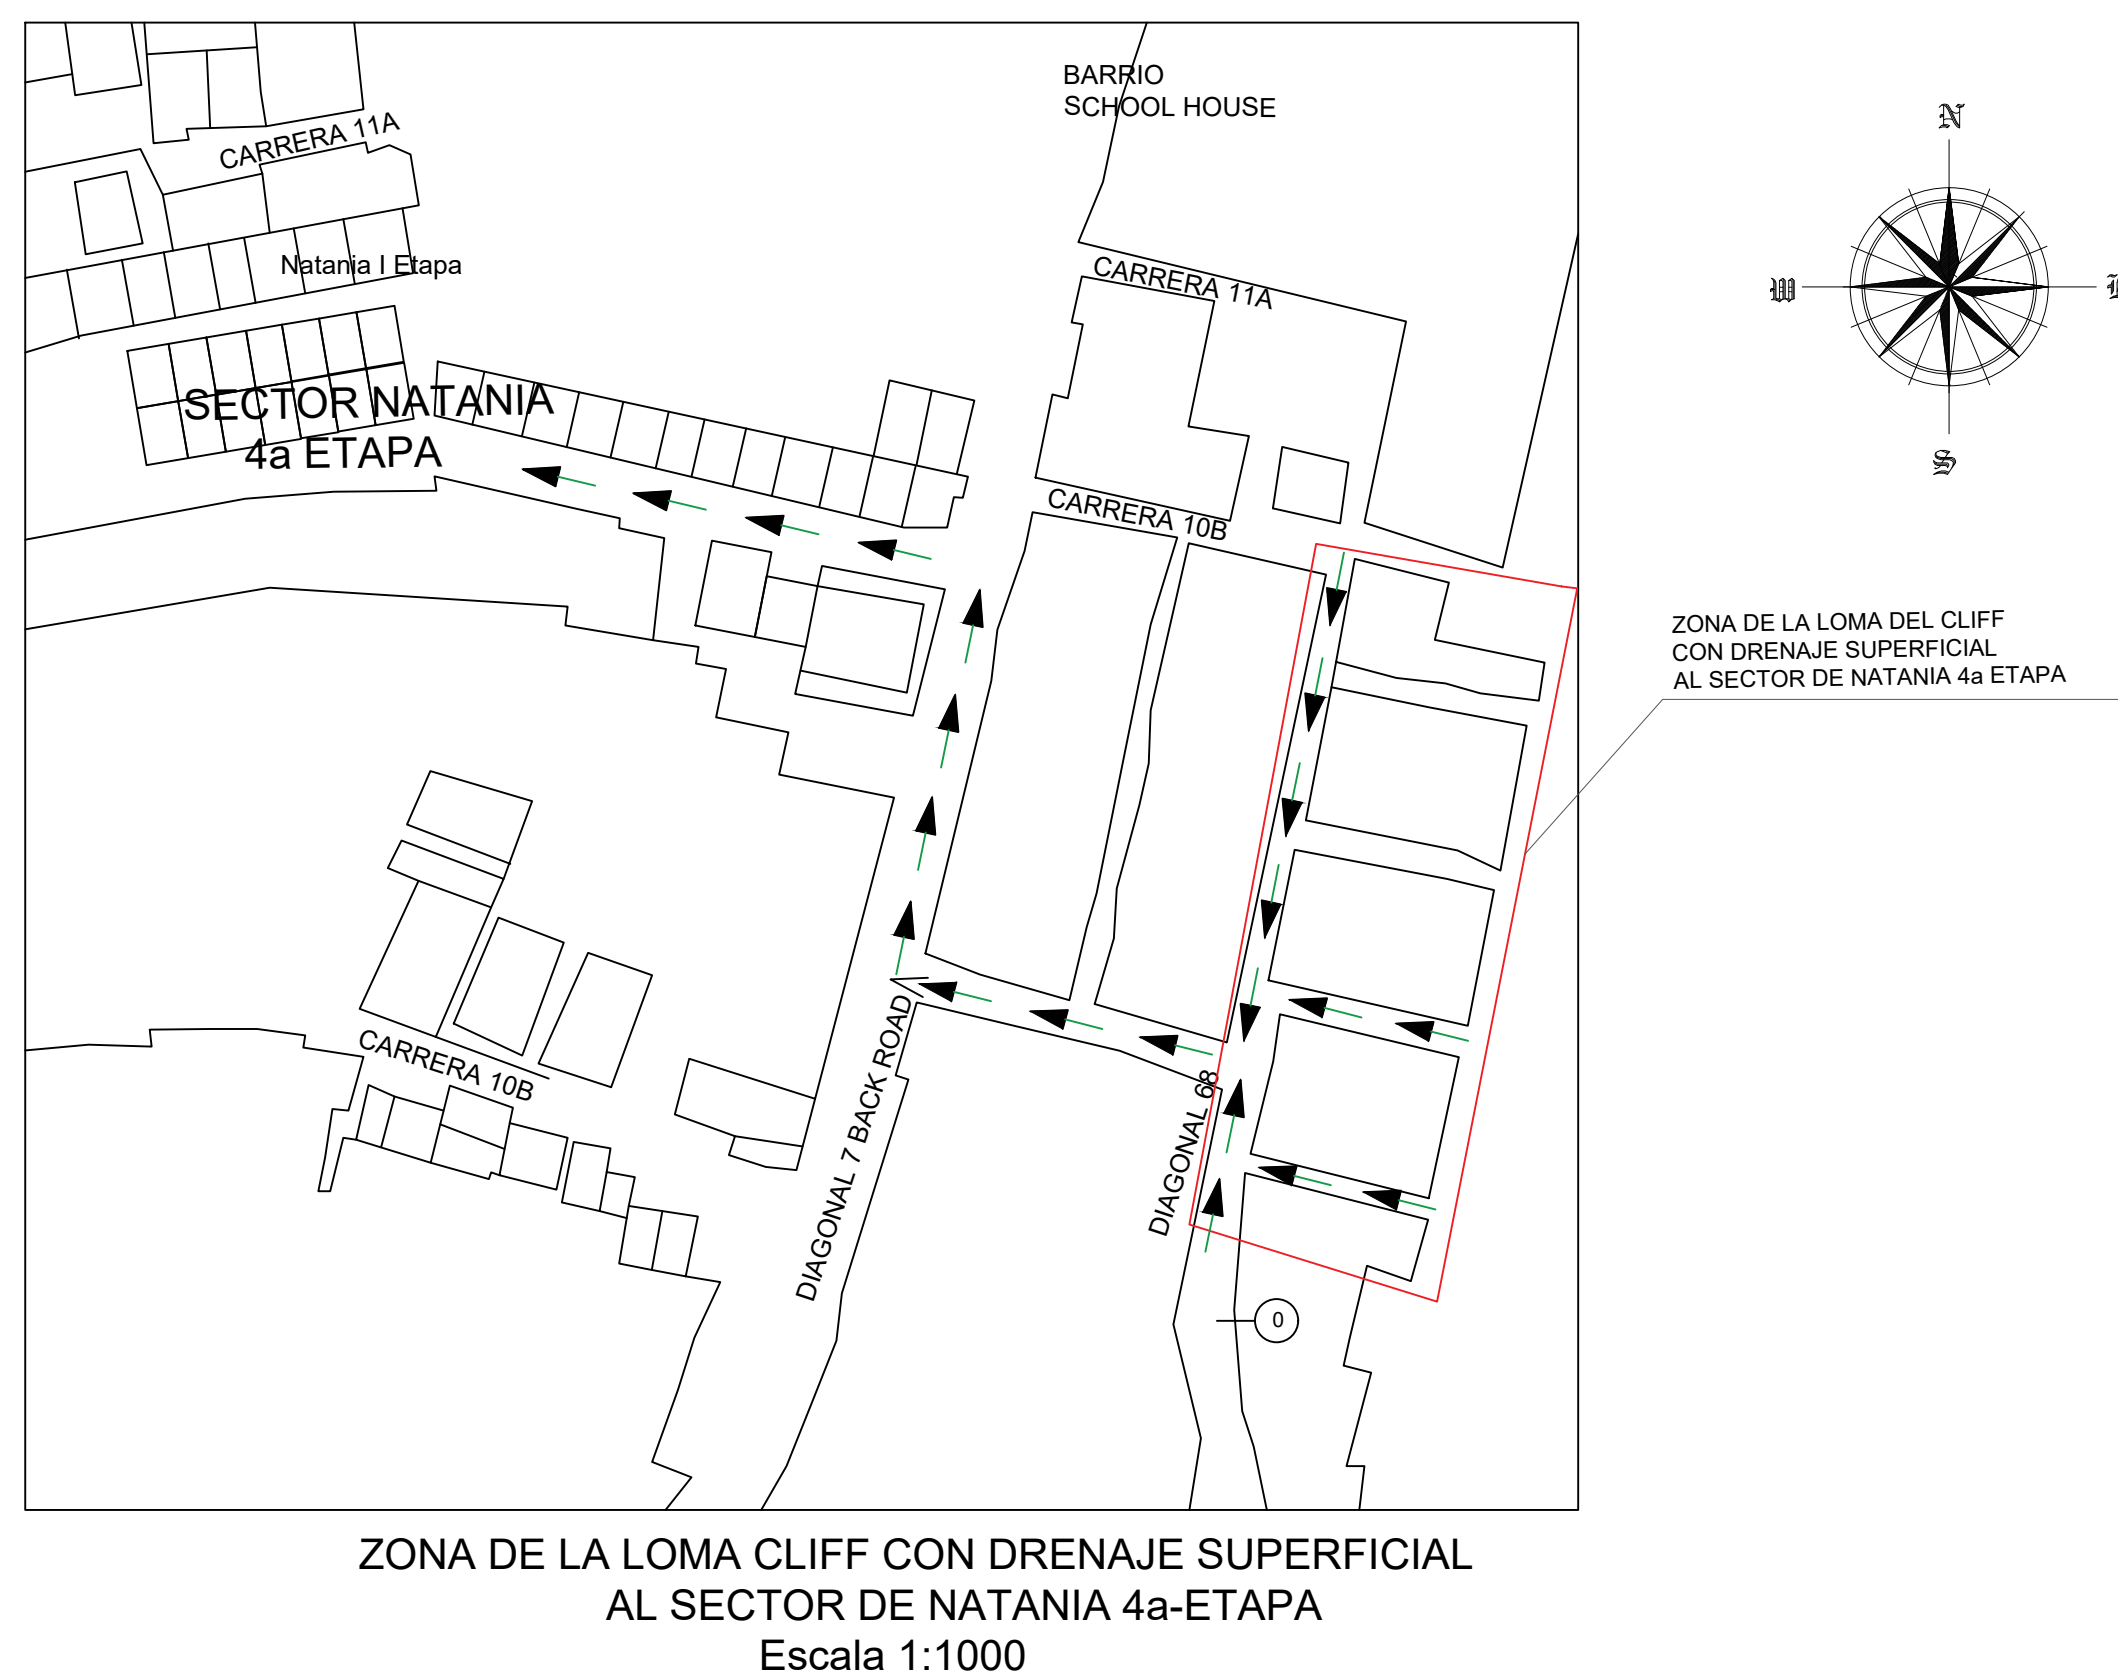 BARRIO
SCHOOL HOUSE
N
CARRERA 11A
Natania I Etapa
CARRERA 11A
W
SECTOR NATANIA
4a ETAPA
S
CARRERA 10B
ZONA DE LA LOMA DEL CLIFF
CON DRENAJE SUPERFICIAL
AL SECTOR DE NATANIA 4a ETAPA
CARRERA 10B
DIAGONAL 7 BACK ROAD
DIAGONAL 68
0
ZONA DE LA LOMA CLIFF CON DRENAJE SUPERFICIAL
AL SECTOR DE NATANIA 4a-ETAPA
Escala 1:1000